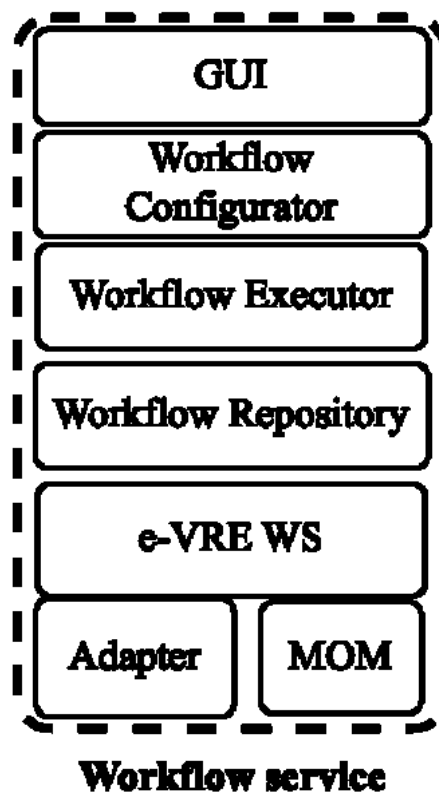 GUI
Workflow
Configurator
Workflow Executor
Workflow Repository
e-VRE WS
Adapter
MOM
Workflow service